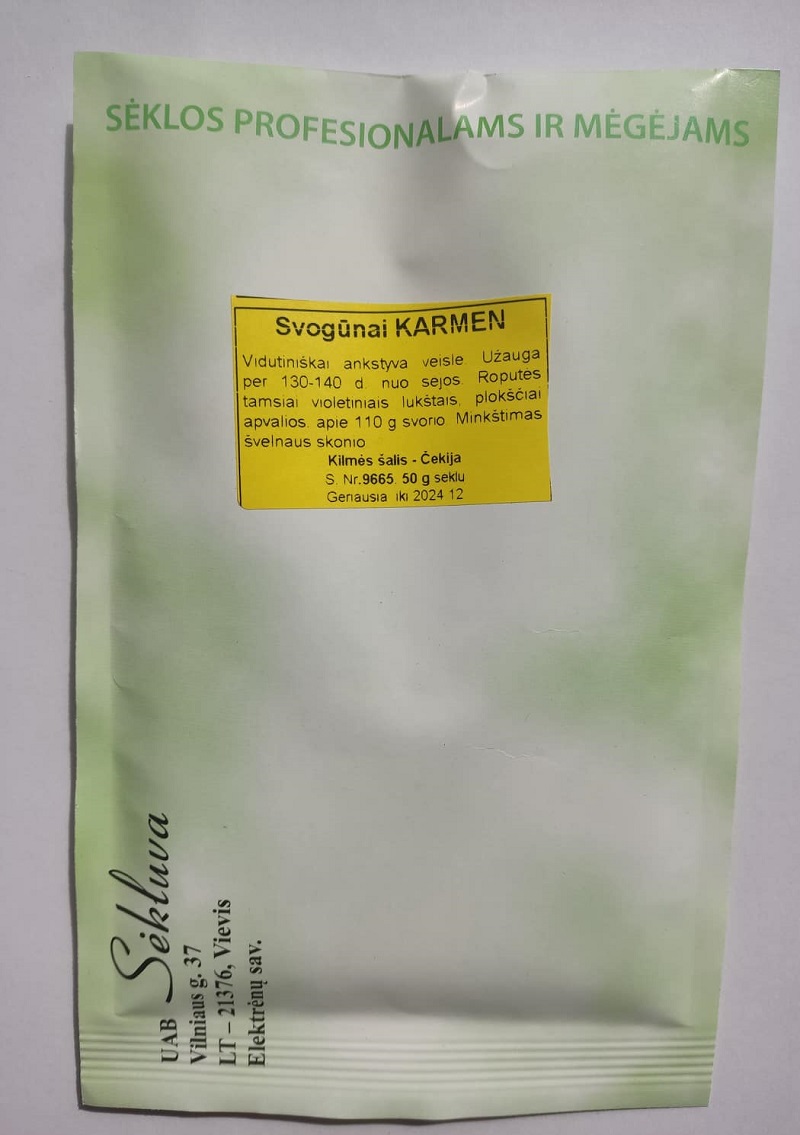 SĖKLOS PROFESIONALAMS IR MĖGĖJAMS
Svogūnai KARMEN
Vidutiniškai ankstyva veislė. Užauga
per 130-140 d. nuo sėjos. Roputės
tamsiai violetiniais lukštais, plokščiai
apvalios, apie 110 g svorio. Minkštimas
švelnaus skonio
Kilmės šalis - Čekija
S. Nr.9665. 50 g sėklų
Geriausia iki 2024 12
UAB Sėkluva
Vilniaus g. 37
LT – 21376, Vievis
Elektrėnų sav.